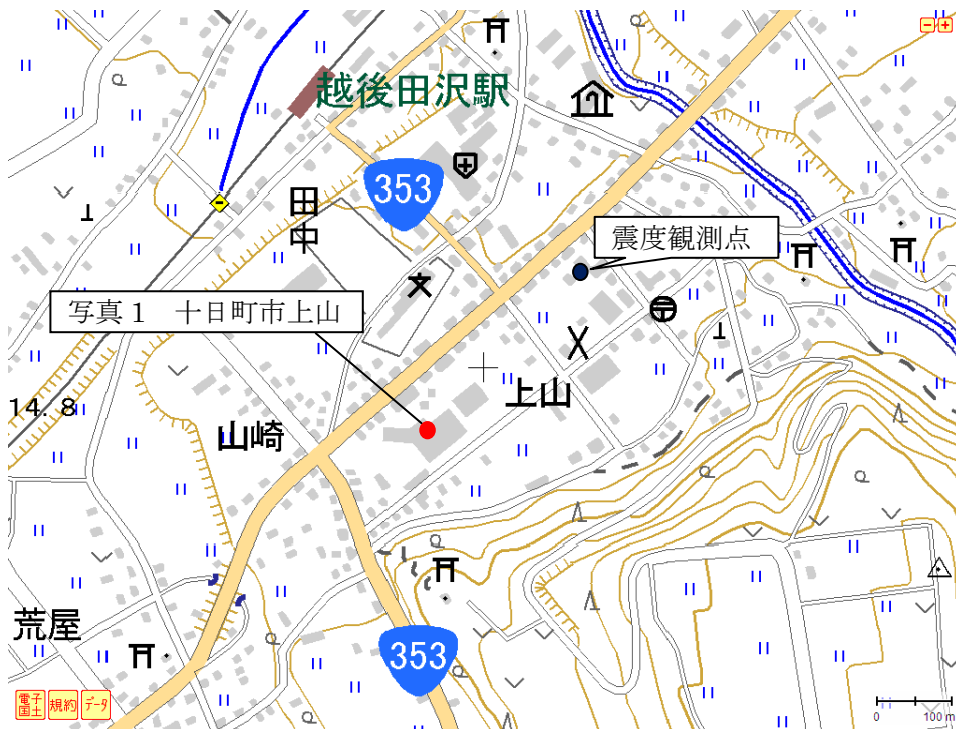 越後田沢駅
353
田中
震度観測点
写真1 十日町市上山
上山
14.8
山崎
荒屋
353
電子国土
規約
データ
0 100 m